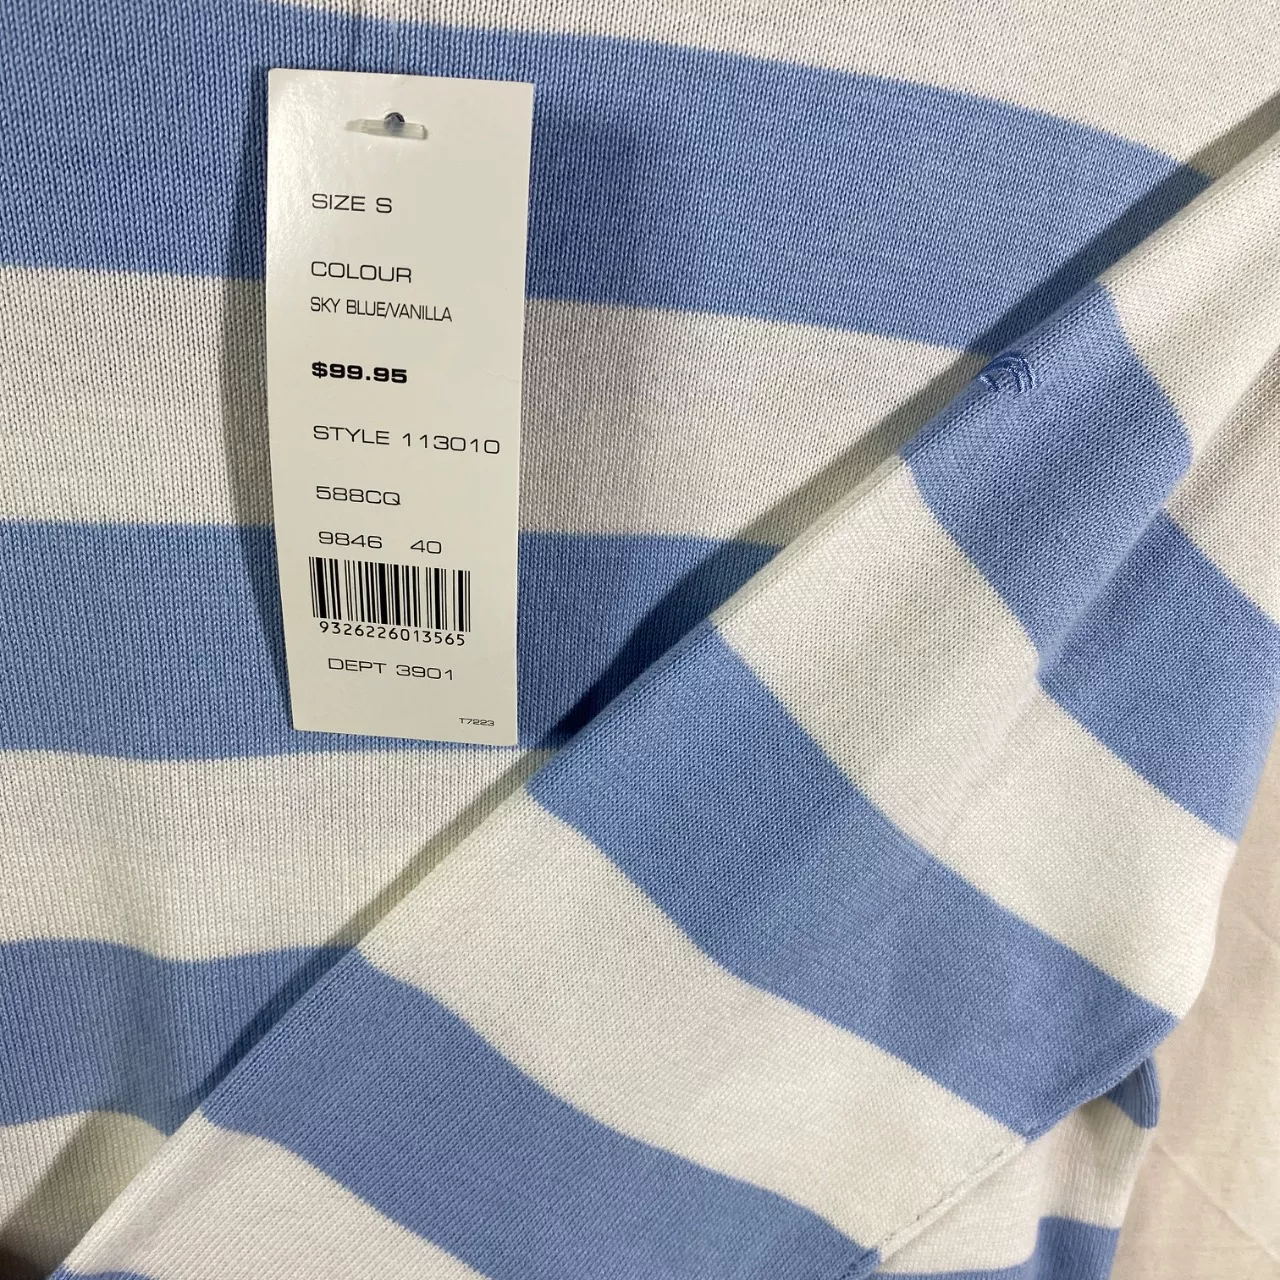 SIZE S
COLOUR
SKY BLUE/VANILLA
$99.95
STYLE 113010
588CQ
9846 40
9326226013565
DEPT 3901
T7223